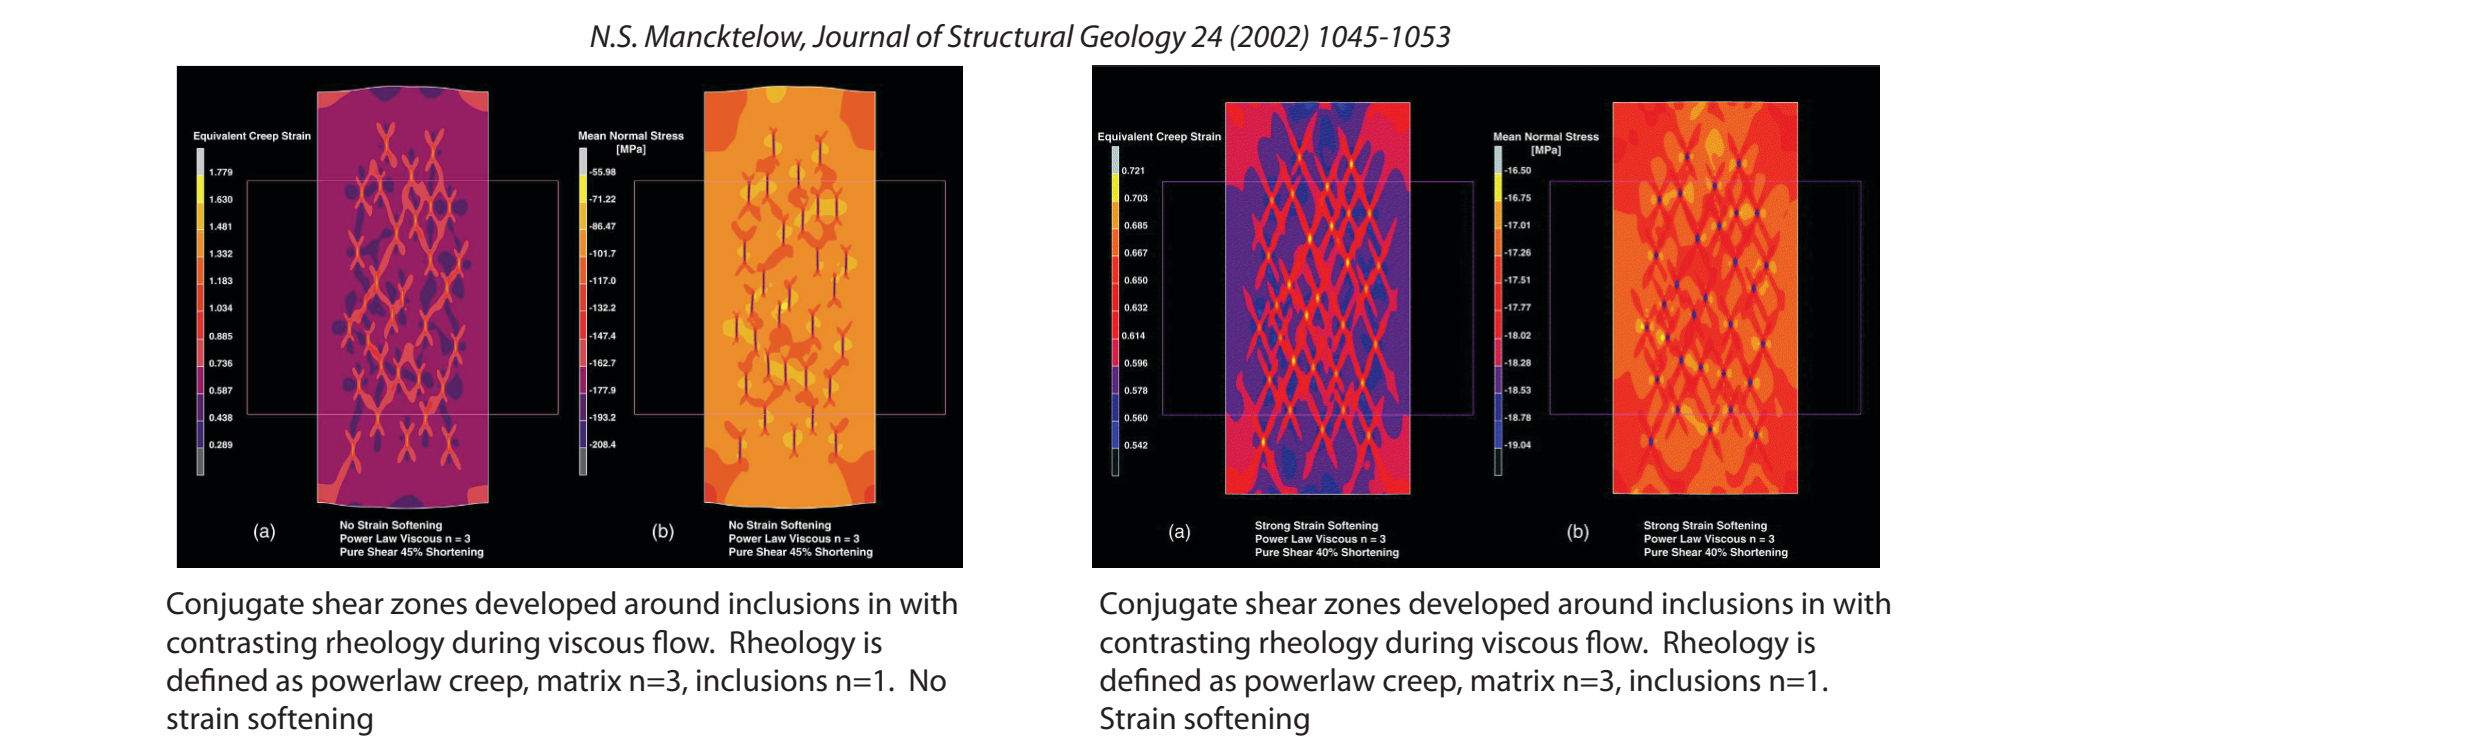 N.S. Mancktelow, Journal of Structural Geology 24 (2002) 1045-1053
Equivalent Creep Strain
1.779
1.630
1.481
1.332
1.183
1.034
0.885
0.736
0.587
0.438
0.289
(a)
No Strain Softening
Power Law Viscous n = 3
Pure Shear 45% Shortening
Mean Normal Stress
[MPa]
-55.98
-71.22
-86.47
-101.7
-117.0
-132.2
-147.4
-162.7
-177.9
-193.2
-208.4
(b)
No Strain Softening
Power Law Viscous n = 3
Pure Shear 45% Shortening
Conjugate shear zones developed around inclusions in with
contrasting rheology during viscous flow. Rheology is
defined as powerlaw creep, matrix n=3, inclusions n=1. No
strain softening
Equivalent Creep Strain
0.721
0.703
0.685
0.667
0.650
0.632
0.614
0.596
0.578
0.560
0.542
(a)
Strong Strain Softening
Power Law Viscous n = 3
Pure Shear 40% Shortening
Mean Normal Stress
[MPa]
-16.50
-16.75
-17.01
-17.26
-17.51
-17.77
-18.02
-18.28
-18.53
-18.78
-19.04
(b)
Strong Strain Softening
Power Law Viscous n = 3
Pure Shear 40% Shortening
Conjugate shear zones developed around inclusions in with
contrasting rheology during viscous flow. Rheology is
defined as powerlaw creep, matrix n=3, inclusions n=1.
Strain softening